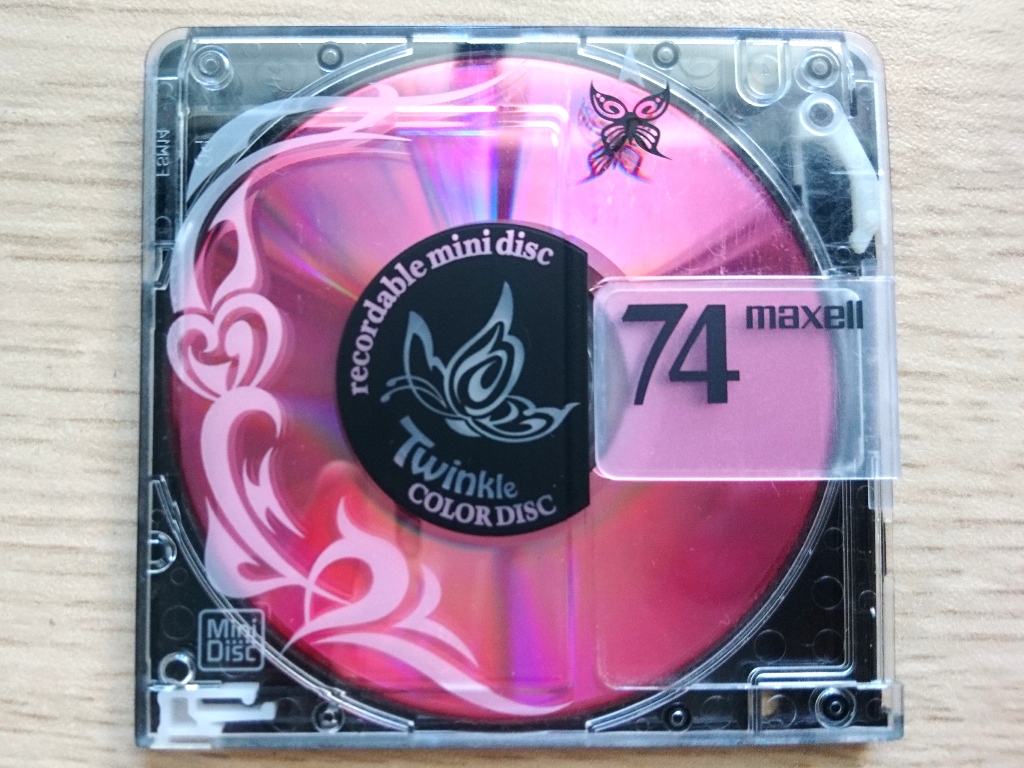 recordable mini disc
74 maxell
Twinkle
COLOR DISC
Mini
Disc